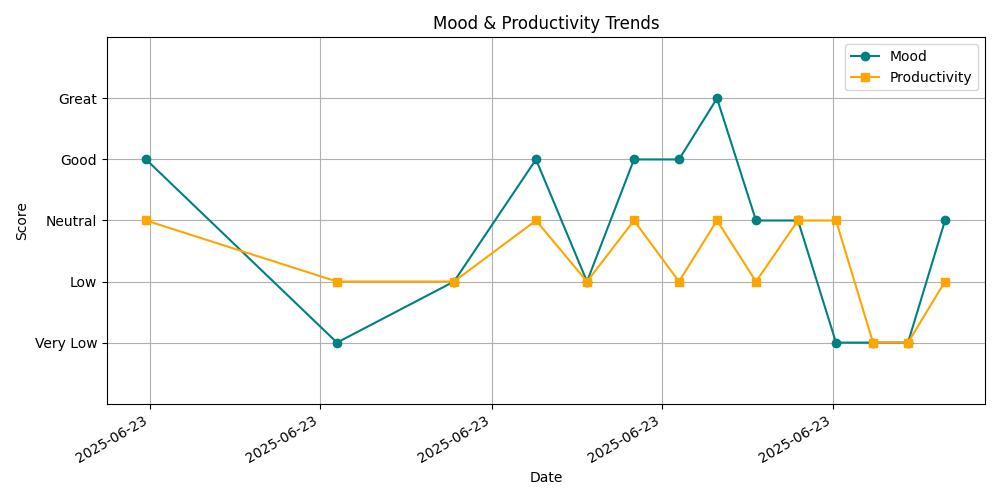 Mood & Productivity Trends
Mood
Productivity
Great
Good
Neutral
Low
Very Low
Score
2025-06-23
2025-06-23
2025-06-23
2025-06-23
2025-06-23
Date